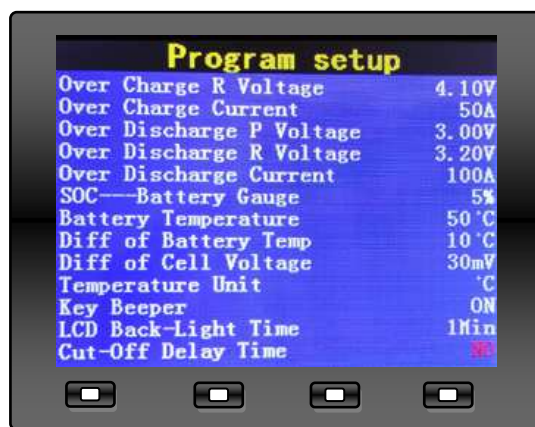 Program setup
Over Charge R Voltage 4.10V
Over Charge Current 50A
Over Discharge P Voltage 3.00V
Over Discharge R Voltage 3.20V
Over Discharge Current 100A
SOC---Battery Gauge 5%
Battery Temperature 50°C
Diff of Battery Temp 10°C
Diff of Cell Voltage 30mV
Temperature Unit °C
Key Beeper ON
LCD Back-Light Time 1Min
Cut-Off Delay Time